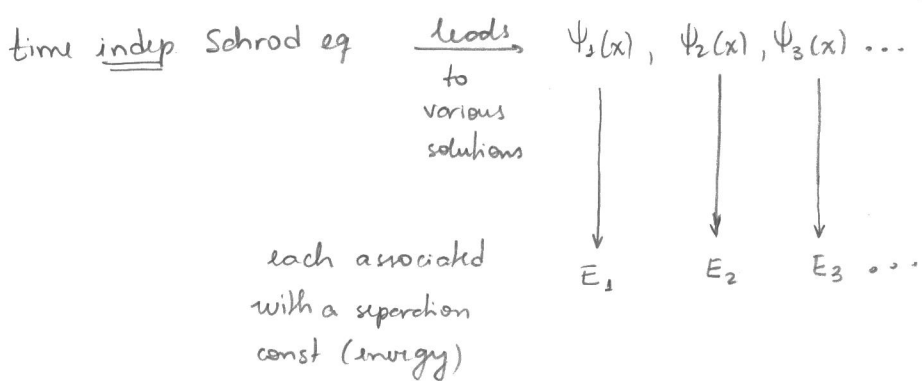 time indep Schrod eq leads ψ₁(x), ψ₂(x), ψ₃(x) ...
to
various
solutions
each associated E₁ E₂ E₃ ...
with a separation
const (energy)